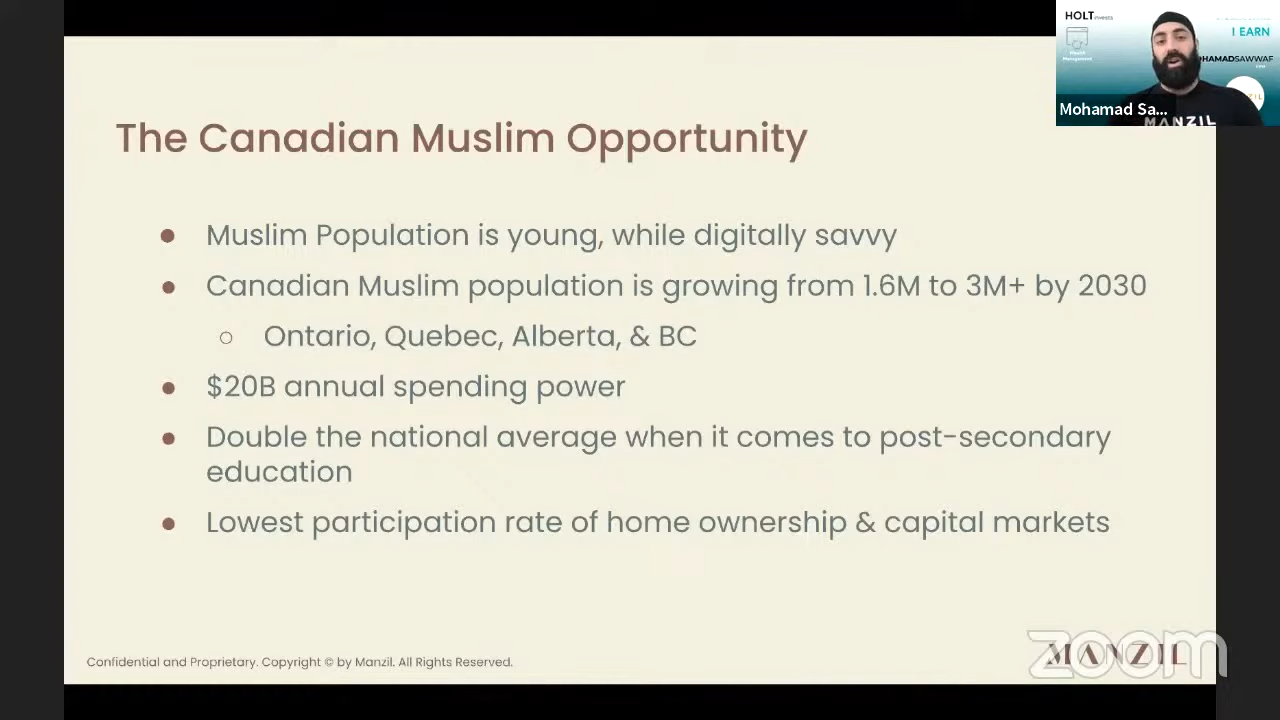 HOLT
I EARN
HAMADSAWWAF
Mohamad Sa...
MANZIL
The Canadian Muslim Opportunity
● Muslim Population is young, while digitally savvy
● Canadian Muslim population is growing from 1.6M to 3M+ by 2030
○ Ontario, Quebec, Alberta, & BC
● $20B annual spending power
● Double the national average when it comes to post-secondary
education
● Lowest participation rate of home ownership & capital markets
Confidential and Proprietary. Copyright © by Manzil. All Rights Reserved.
MANZIL
zoom